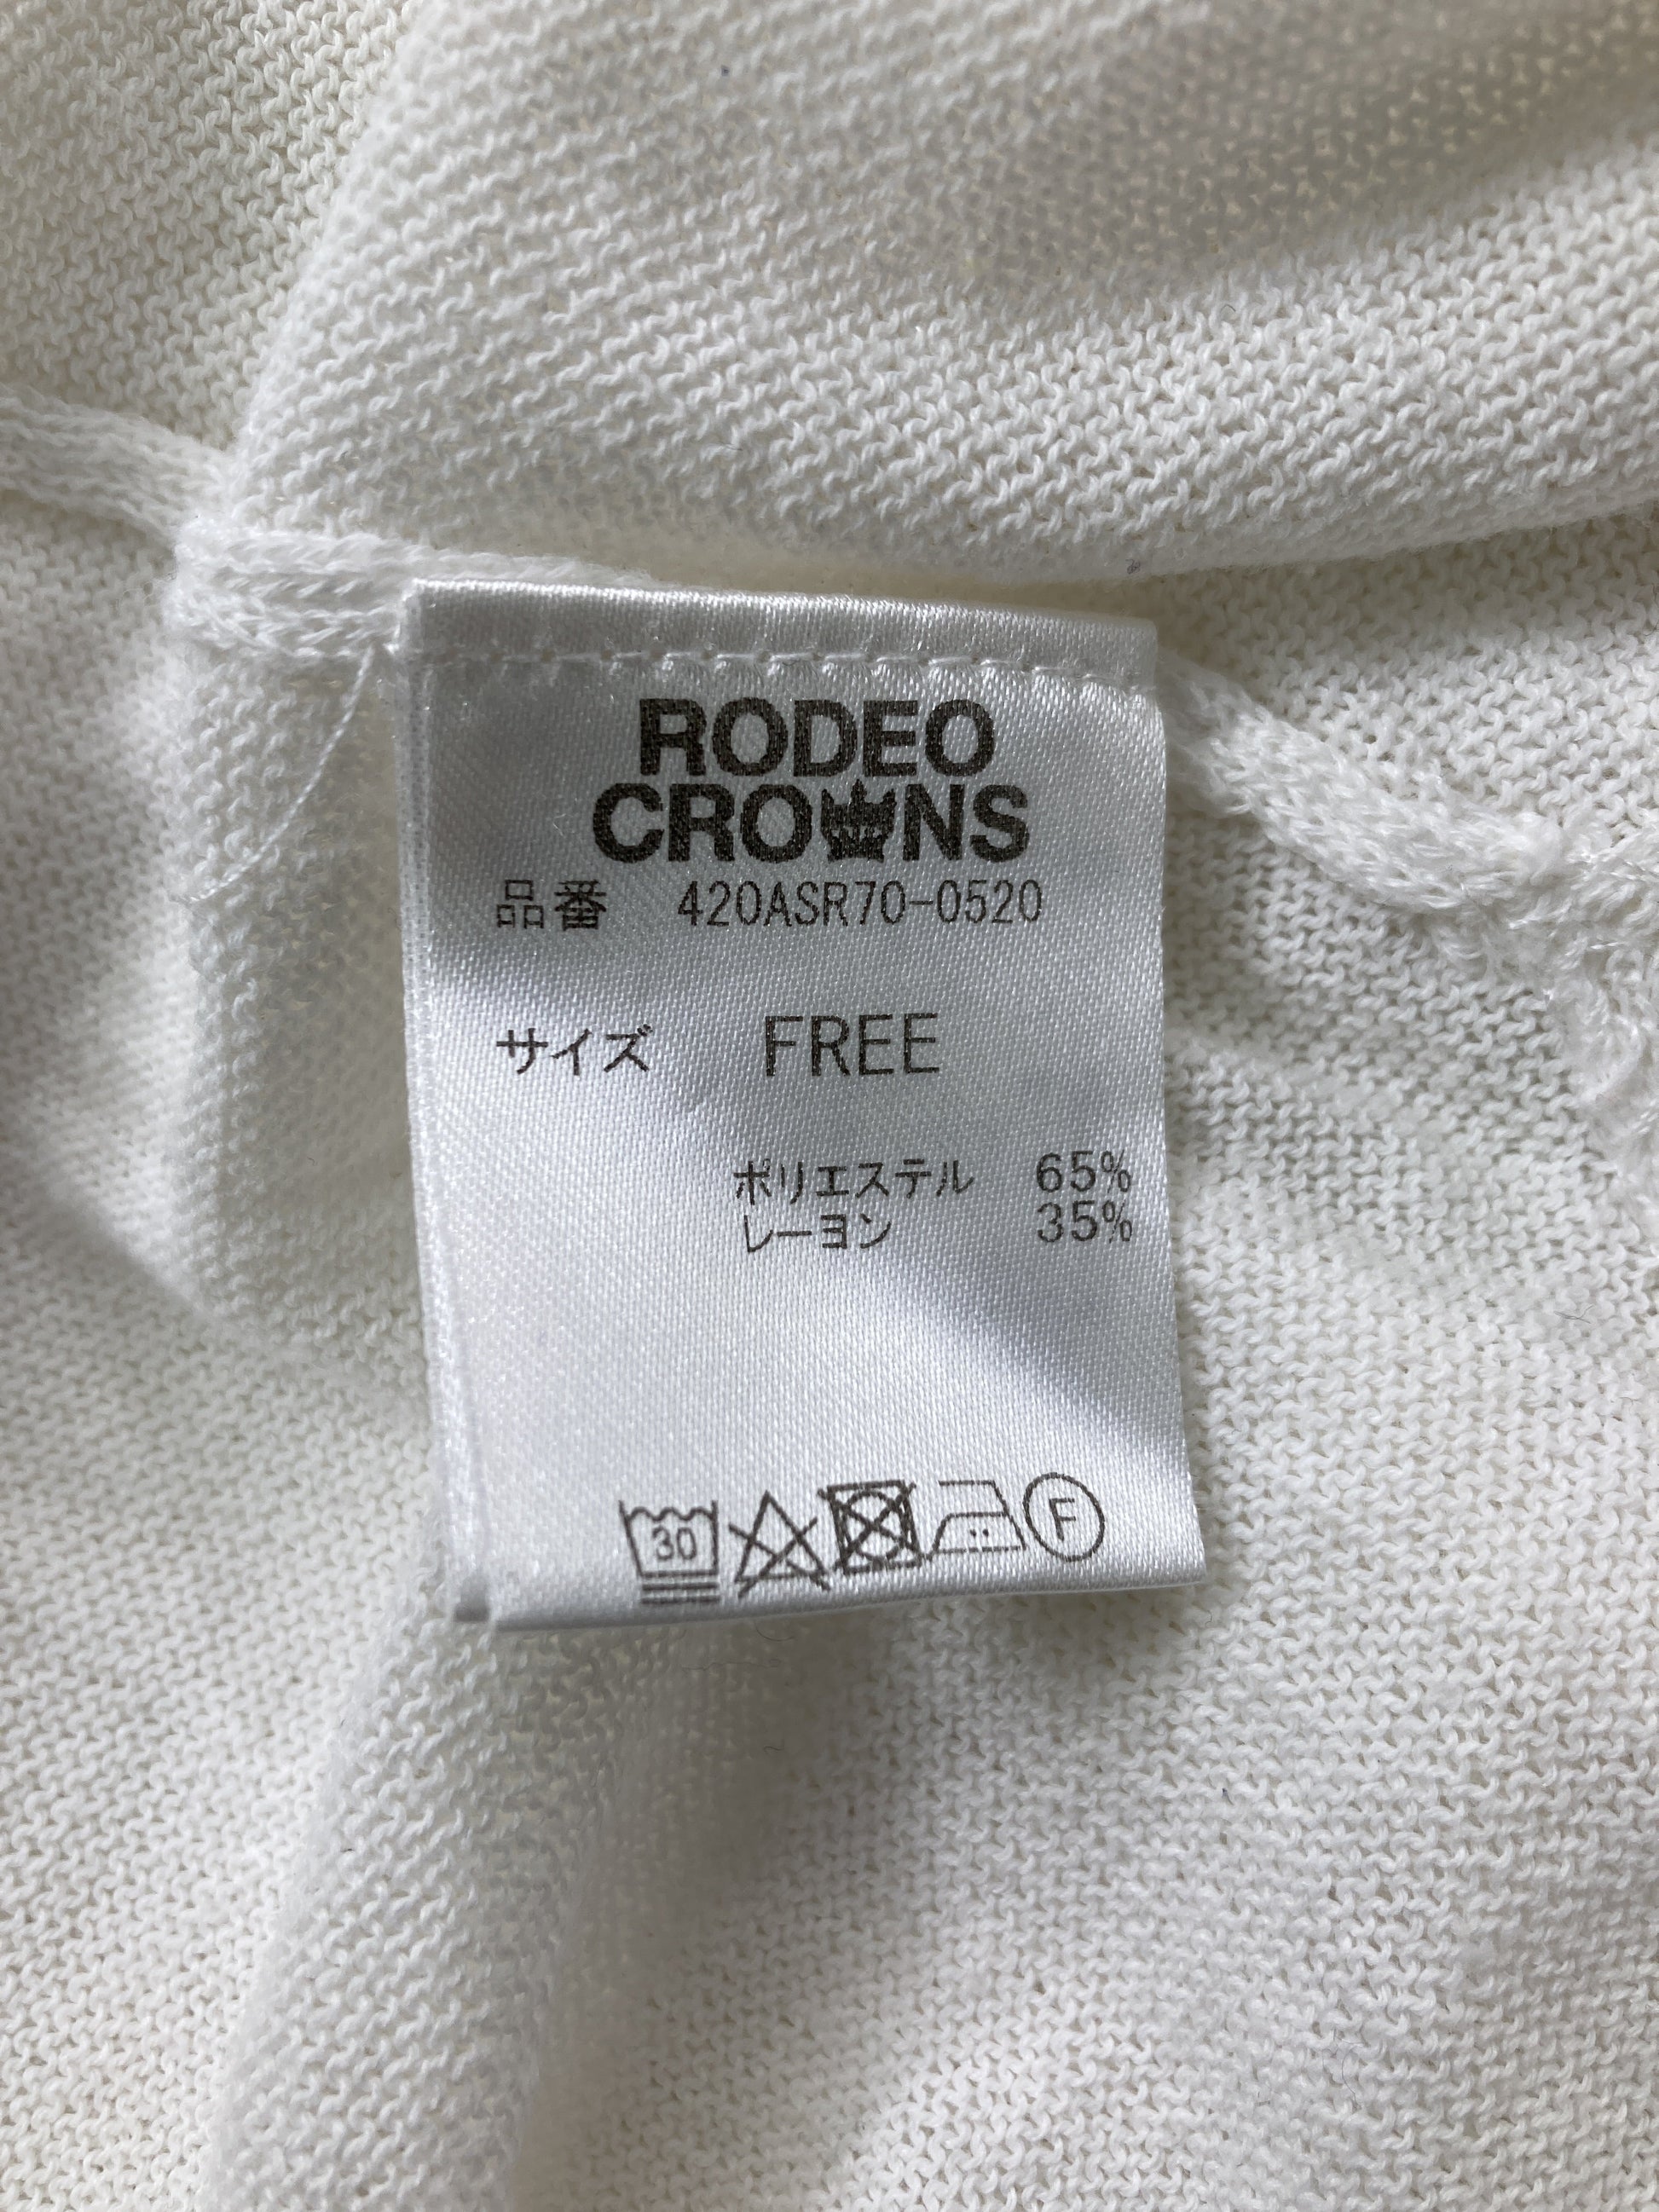 RODEO
CROWNS
品番 420ASR70-0520
サイズ FREE
ポリエステル 65%
レーヨン 35%
30 F